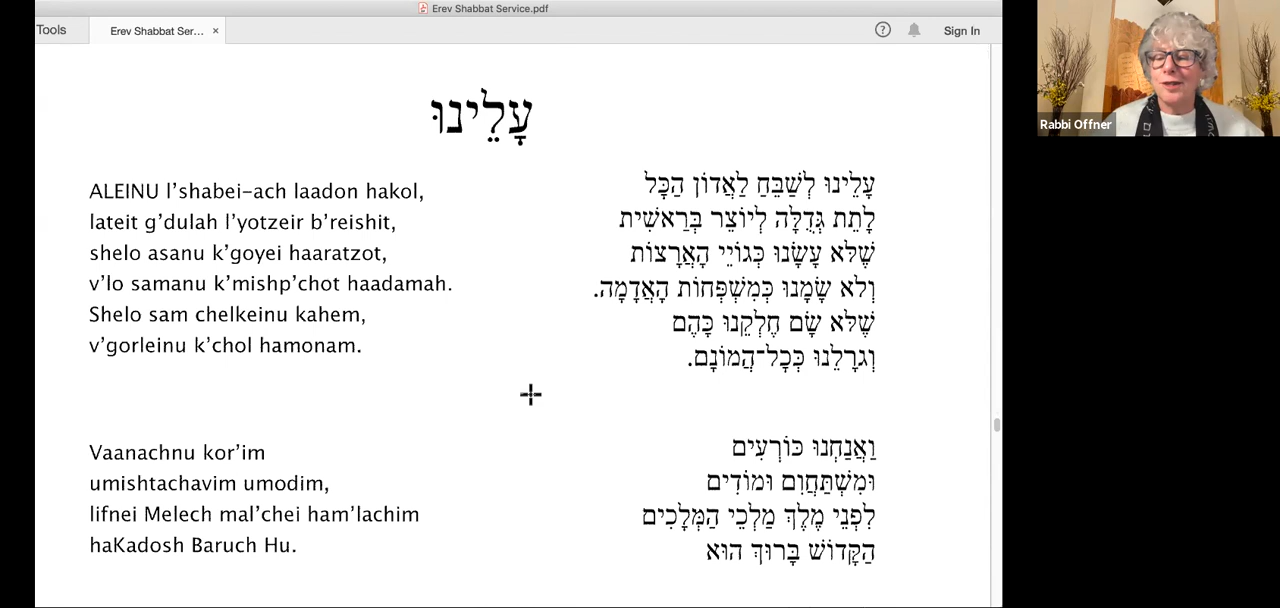 Erev Shabbat Service.pdf
Tools
Erev Shabbat Ser... ×
?
Sign In
Rabbi Offner
עָלֵינוּ
ALEINU l’shabei-ach laadon hakol,
lateit g’dulah l’yotzeir b’reishit,
shelo asanu k’goyei haaratzot,
v’lo samanu k’mishp’chot haadamah.
Shelo sam chelkeinu kahem,
v’gorleinu k’chol hamonam.
עָלֵינוּ לְשַׁבֵּחַ לַאֲדוֹן הַכֹּל
לָתֵת גְּדֻלָּה לְיוֹצֵר בְּרֵאשִׁית
שֶׁלֹּא עָשָׂנוּ כְּגוֹיֵי הָאֲרָצוֹת
וְלֹא שָׂמָנוּ כְּמִשְׁפְּחוֹת הָאֲדָמָה.
שֶׁלֹּא שָׂם חֶלְקֵנוּ כָּהֶם
וְגֹרָלֵנוּ כְּכָל־הֲמוֹנָם.
Vaanachnu kor’im
umishtachavim umodim,
lifnei Melech mal’chei ham’lachim
haKadosh Baruch Hu.
וַאֲנַחְנוּ כּוֹרְעִים
וּמִשְׁתַּחֲוִים וּמוֹדִים
לִפְנֵי מֶלֶךְ מַלְכֵי הַמְּלָכִים
הַקָּדוֹשׁ בָּרוּךְ הוּא